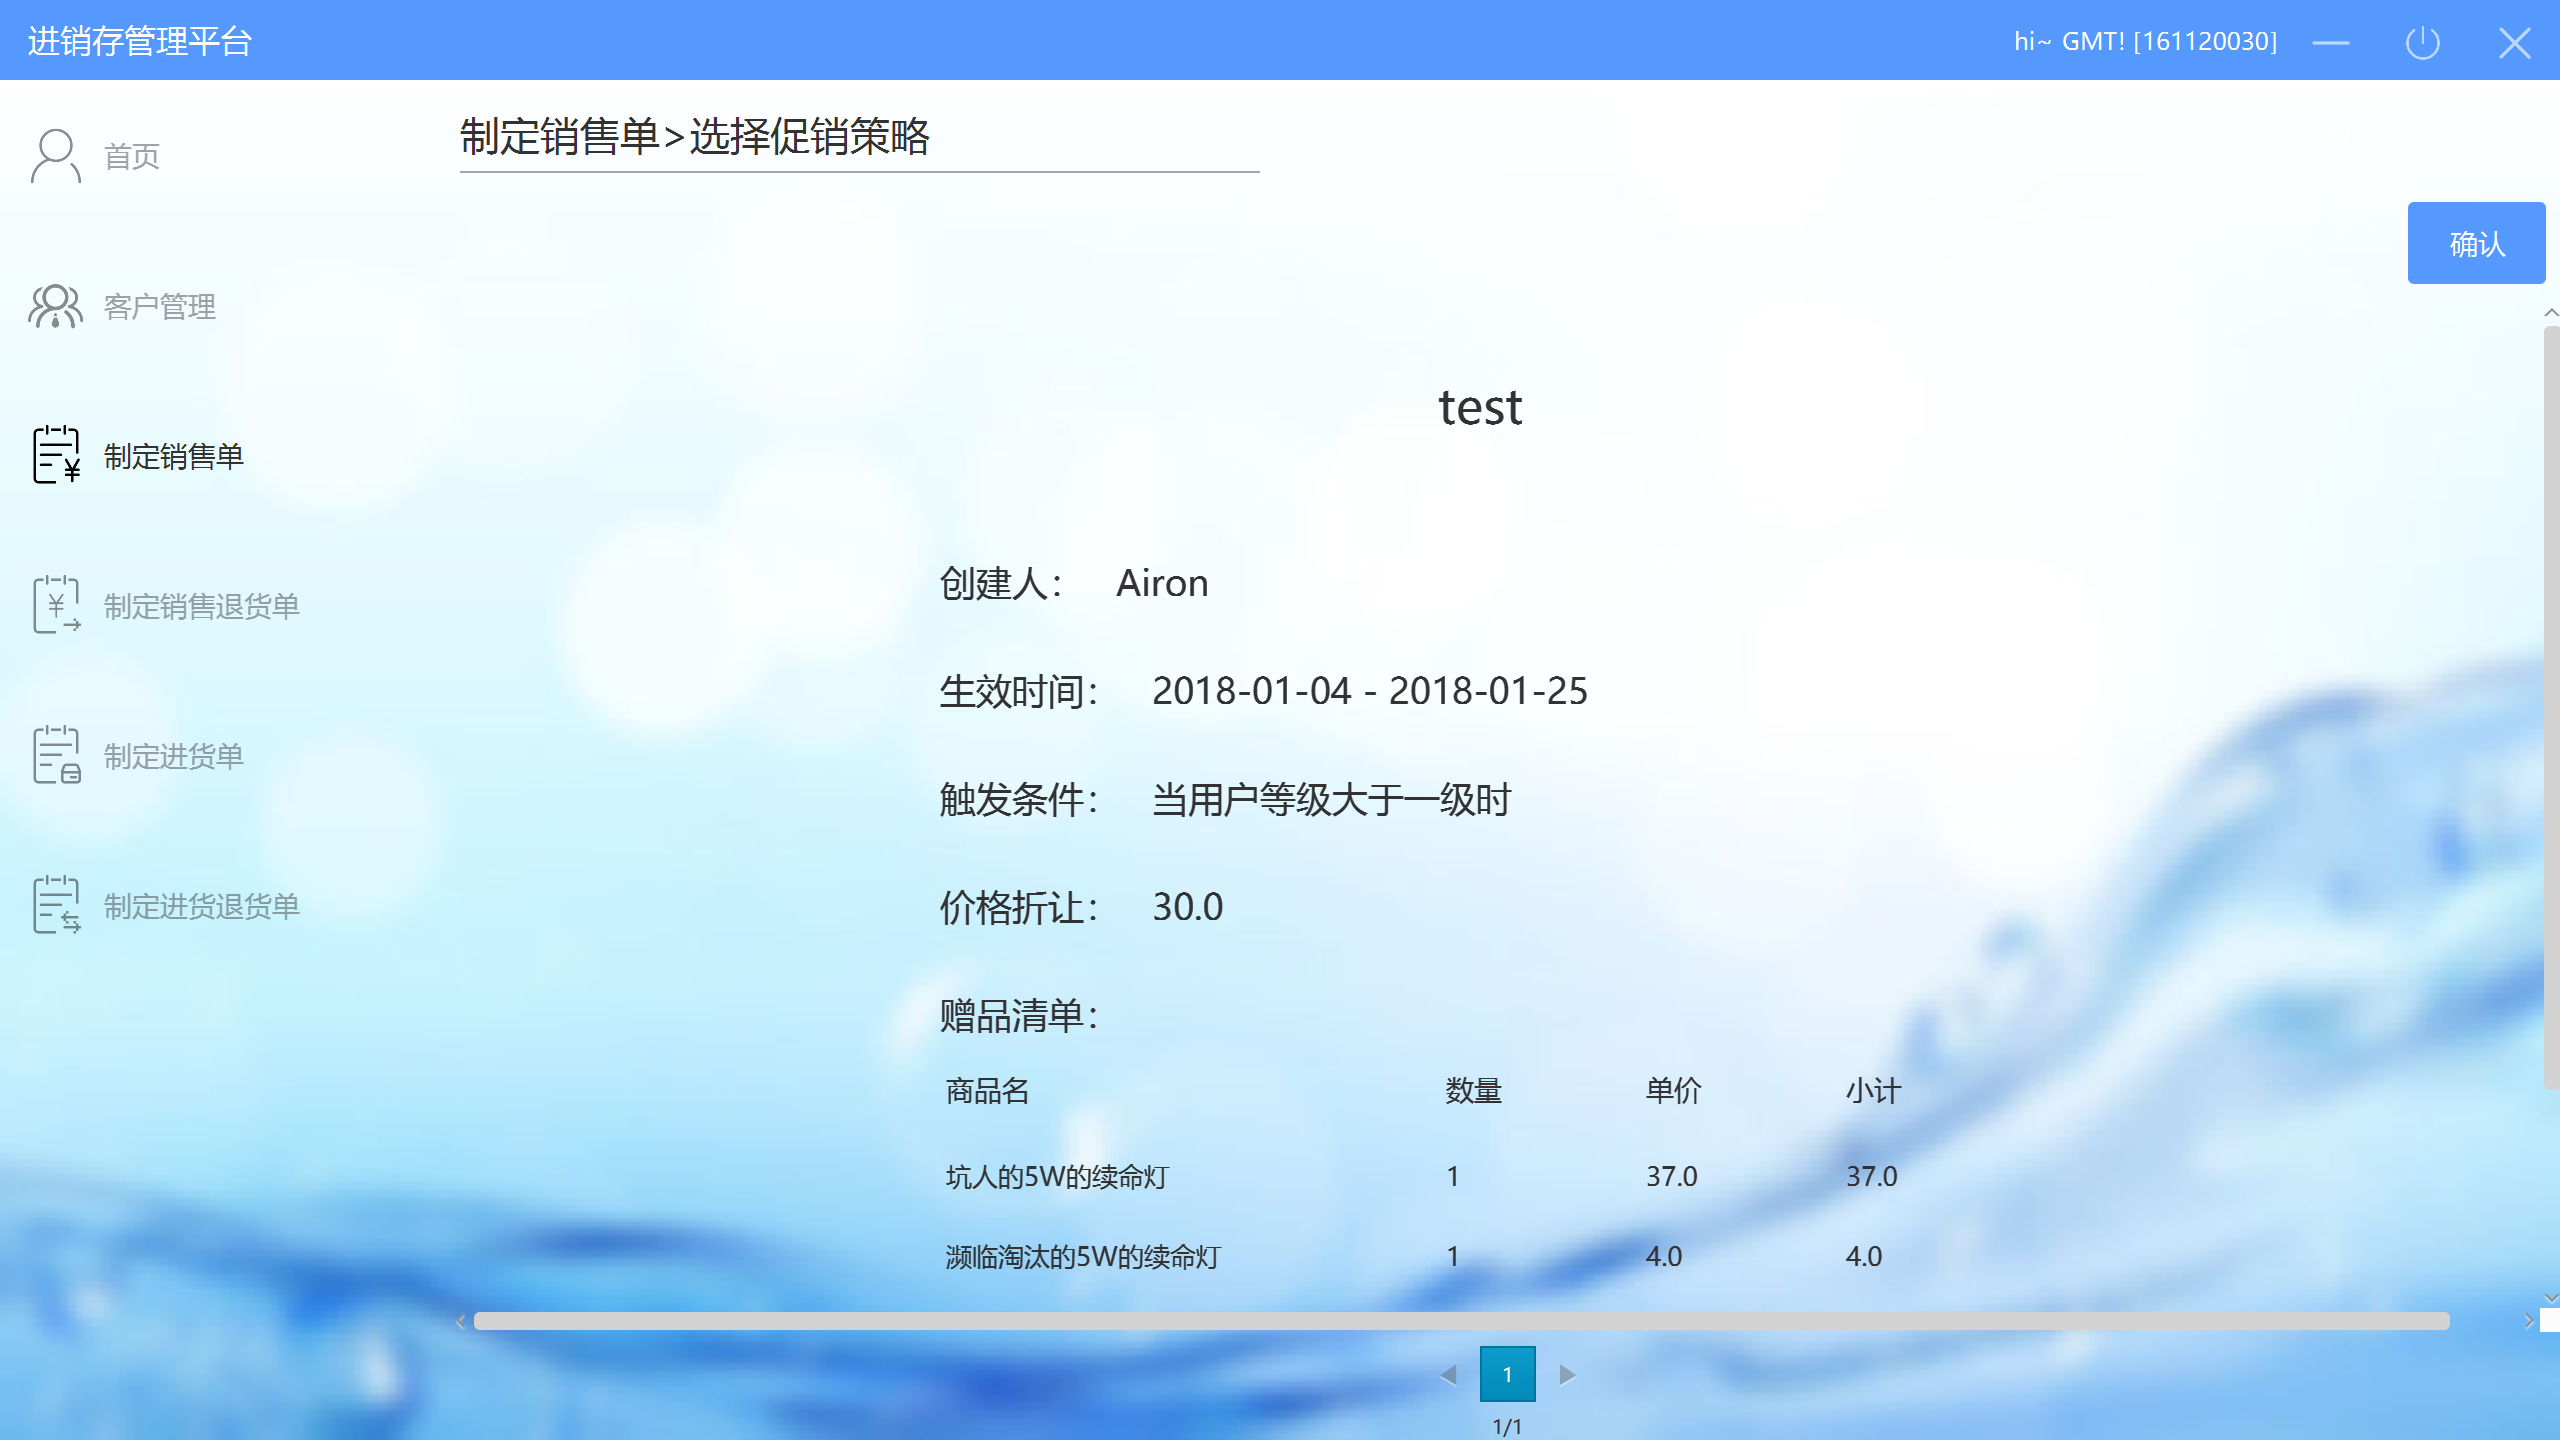 进销存管理平台
hi~ GMT! [161120030]
首页
客户管理
制定销售单
制定销售退货单
制定进货单
制定进货退货单
制定销售单>选择促销策略
确认
test
创建人： Airon
生效时间： 2018-01-04 - 2018-01-25
触发条件： 当用户等级大于一级时
价格折让： 30.0
赠品清单：
商品名 数量 单价 小计
坑人的5W的续命灯 1 37.0 37.0
濒临淘汰的5W的续命灯 1 4.0 4.0
1
1/1